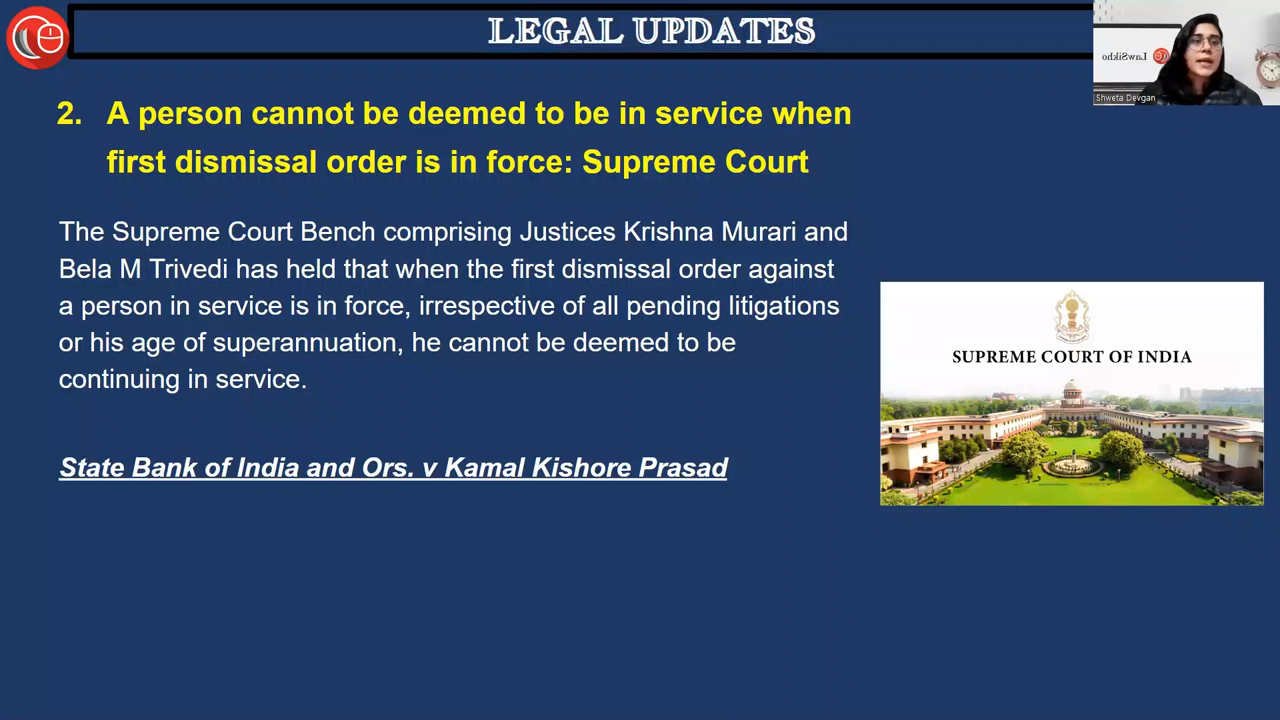 LEGAL UPDATES
LawSikho
Shweta Devgan
2. A person cannot be deemed to be in service when
first dismissal order is in force: Supreme Court
The Supreme Court Bench comprising Justices Krishna Murari and
Bela M Trivedi has held that when the first dismissal order against
a person in service is in force, irrespective of all pending litigations
or his age of superannuation, he cannot be deemed to be
continuing in service.
SUPREME COURT OF INDIA
State Bank of India and Ors. v Kamal Kishore Prasad